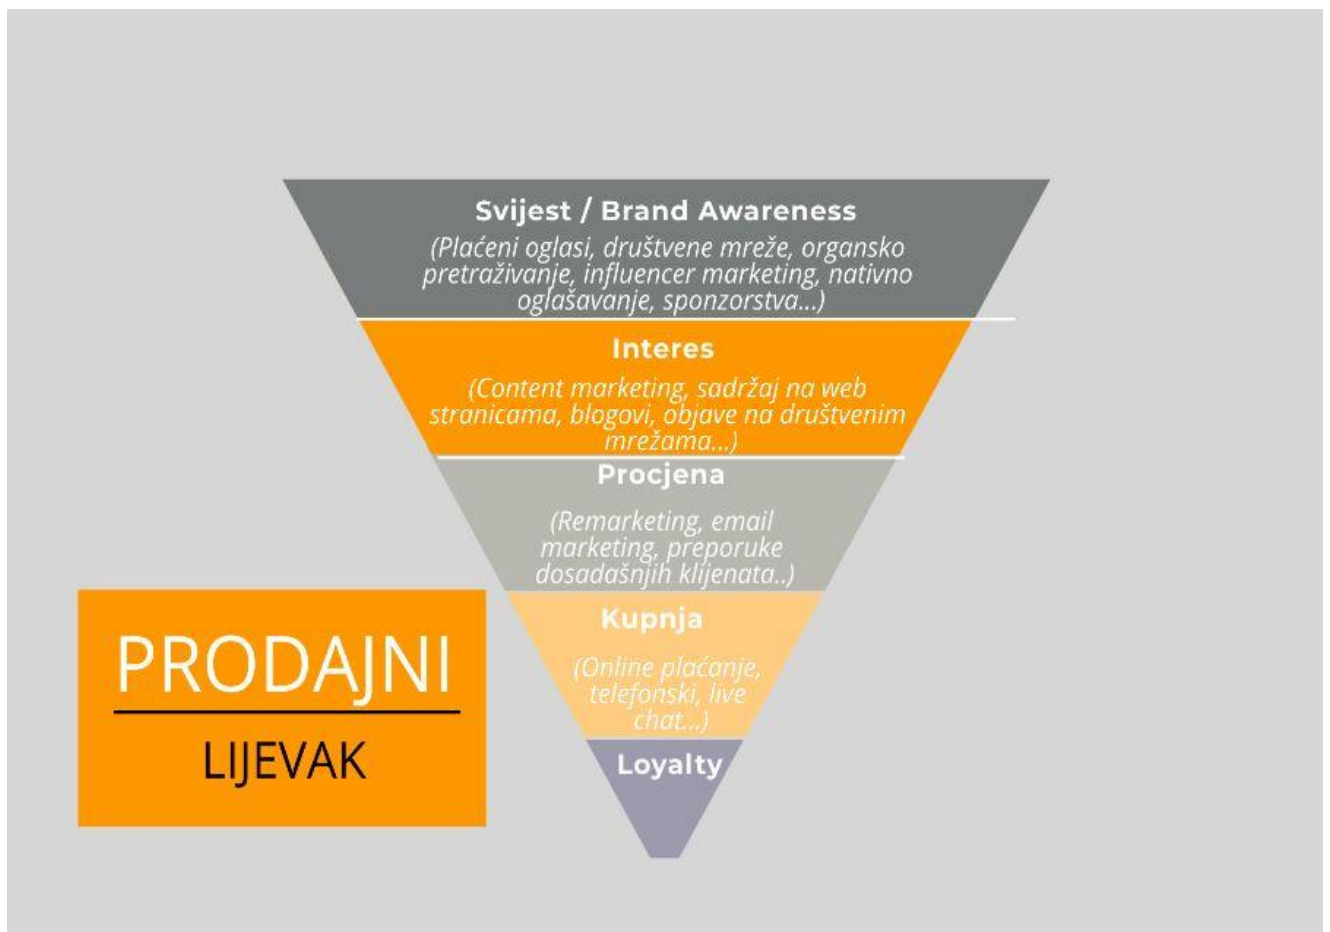 Svijest / Brand Awareness
(Plaćeni oglasi, društvene mreže, organsko
pretraživanje, influencer marketing, nativno
oglašavanje, sponzorstva...)
Interes
(Content marketing, sadržaj na web
stranicama, blogovi, objave na društvenim
mrežama...)
Procjena
(Remarketing, email
marketing, preporuke
dosadašnjih klijenata..)
Kupnja
(Online plaćanje,
telefonski, live
chat...)
Loyalty
PRODAJNI
LIJEVAK